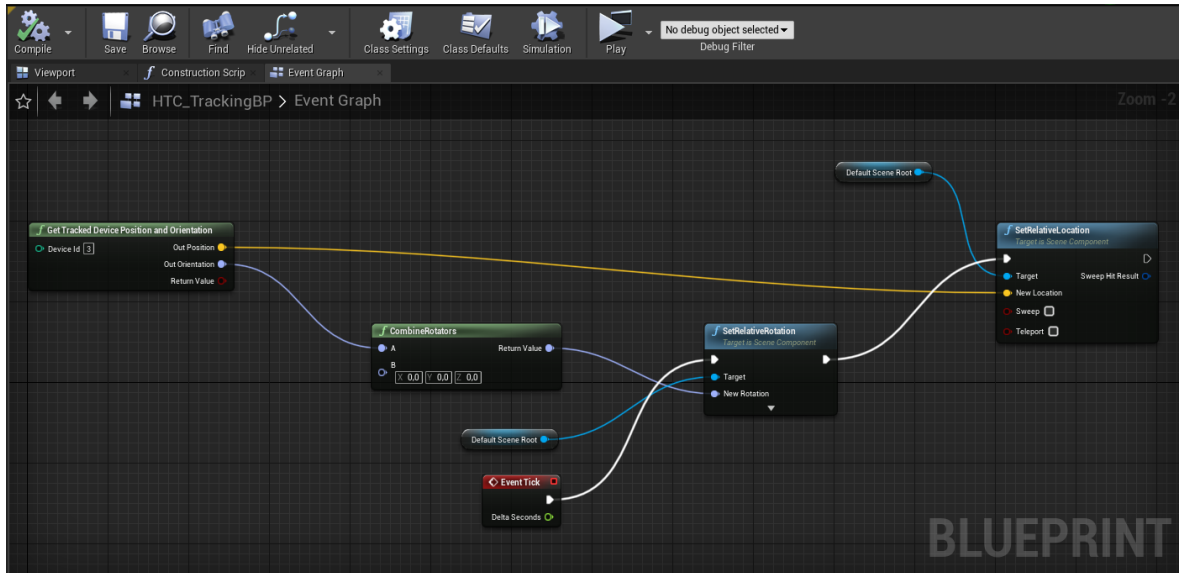 Compile
Save
Browse
Find
Hide Unrelated
Class Settings
Class Defaults
Simulation
Play
No debug object selected
Debug Filter
Viewport
f Construction Scrip
Event Graph
HTC_TrackingBP > Event Graph
Zoom -2
Default Scene Root
f Get Tracked Device Position and Orientation
Device Id 3
Out Position
Out Orientation
Return Value
f SetRelativeLocation
Target is Scene Component
Target
Sweep Hit Result
New Location
Sweep
Teleport
f CombineRotators
A
Return Value
B
X 0,0 Y 0,0 Z 0,0
f SetRelativeRotation
Target is Scene Component
Target
New Rotation
Default Scene Root
Event Tick
Delta Seconds
BLUEPRINT